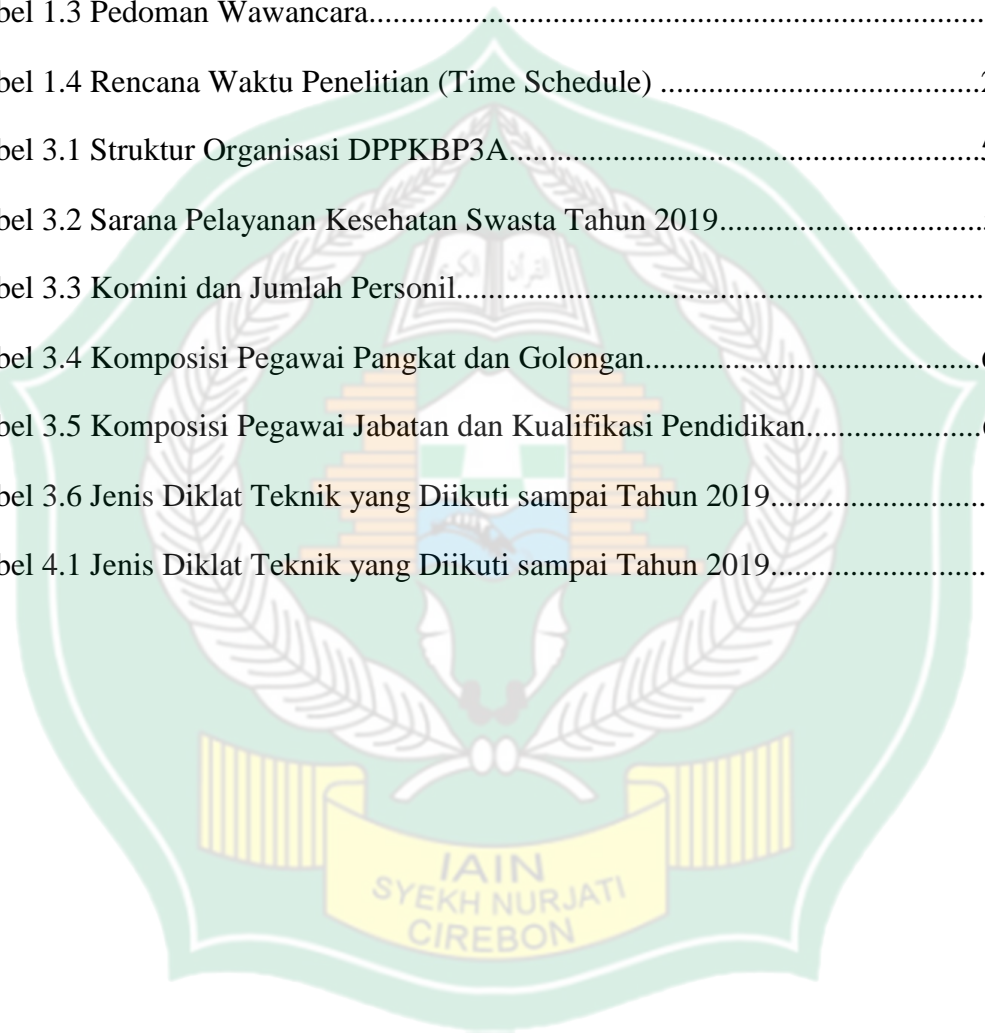 bel 1.3 Pedoman Wawancara...............................................................................
bel 1.4 Rencana Waktu Penelitian (Time Schedule) ........................................2
bel 3.1 Struktur Organisasi DPPKBP3A...........................................................5
bel 3.2 Sarana Pelayanan Kesehatan Swasta Tahun 2019.................................
bel 3.3 Komini dan Jumlah Personil...................................................................
bel 3.4 Komposisi Pegawai Pangkat dan Golongan..........................................6
bel 3.5 Komposisi Pegawai Jabatan dan Kualifikasi Pendidikan......................6
bel 3.6 Jenis Diklat Teknik yang Diikuti sampai Tahun 2019...........................
bel 4.1 Jenis Diklat Teknik yang Diikuti sampai Tahun 2019...........................
IAIN
SYEKH NURJATI
CIREBON